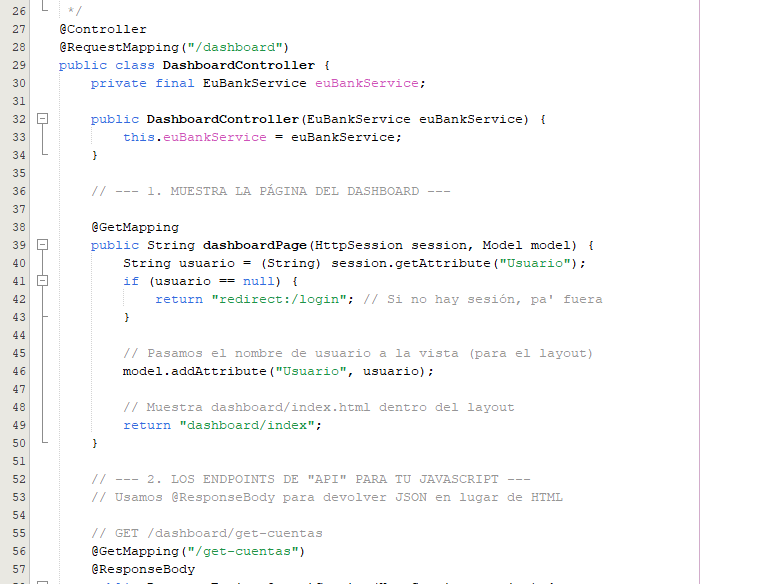 26 */
27 @Controller
28 @RequestMapping("/dashboard")
29 public class DashboardController {
30 private final EuBankService euBankService;
31
32 public DashboardController(EuBankService euBankService) {
33 this.euBankService = euBankService;
34 }
35
36 // --- 1. MUESTRA LA PÁGINA DEL DASHBOARD ---
37
38 @GetMapping
39 public String dashboardPage(HttpSession session, Model model) {
40 String usuario = (String) session.getAttribute("Usuario");
41 if (usuario == null) {
42 return "redirect:/login"; // Si no hay sesión, pa' fuera
43 }
44
45 // Pasamos el nombre de usuario a la vista (para el layout)
46 model.addAttribute("Usuario", usuario);
47
48 // Muestra dashboard/index.html dentro del layout
49 return "dashboard/index";
50 }
51
52 // --- 2. LOS ENDPOINTS DE "API" PARA TU JAVASCRIPT ---
53 // Usamos @ResponseBody para devolver JSON en lugar de HTML
54
55 // GET /dashboard/get-cuentas
56 @GetMapping("/get-cuentas")
57 @ResponseBody